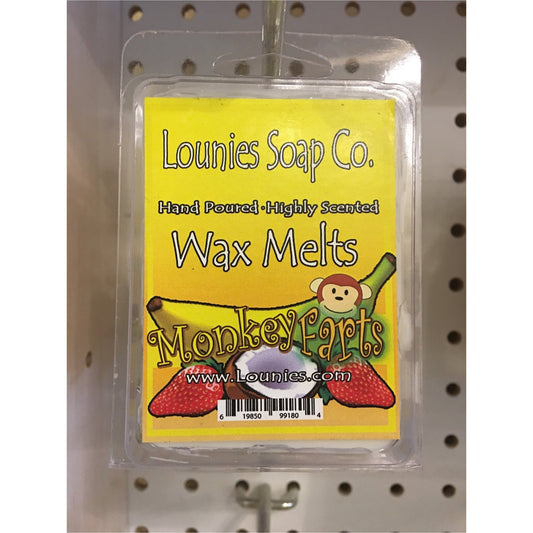 Lounies Soap Co.
Hand Poured·Highly Scented
Wax Melts
MonkeyFarts
www.Lounies.com
6 19850 99180 4